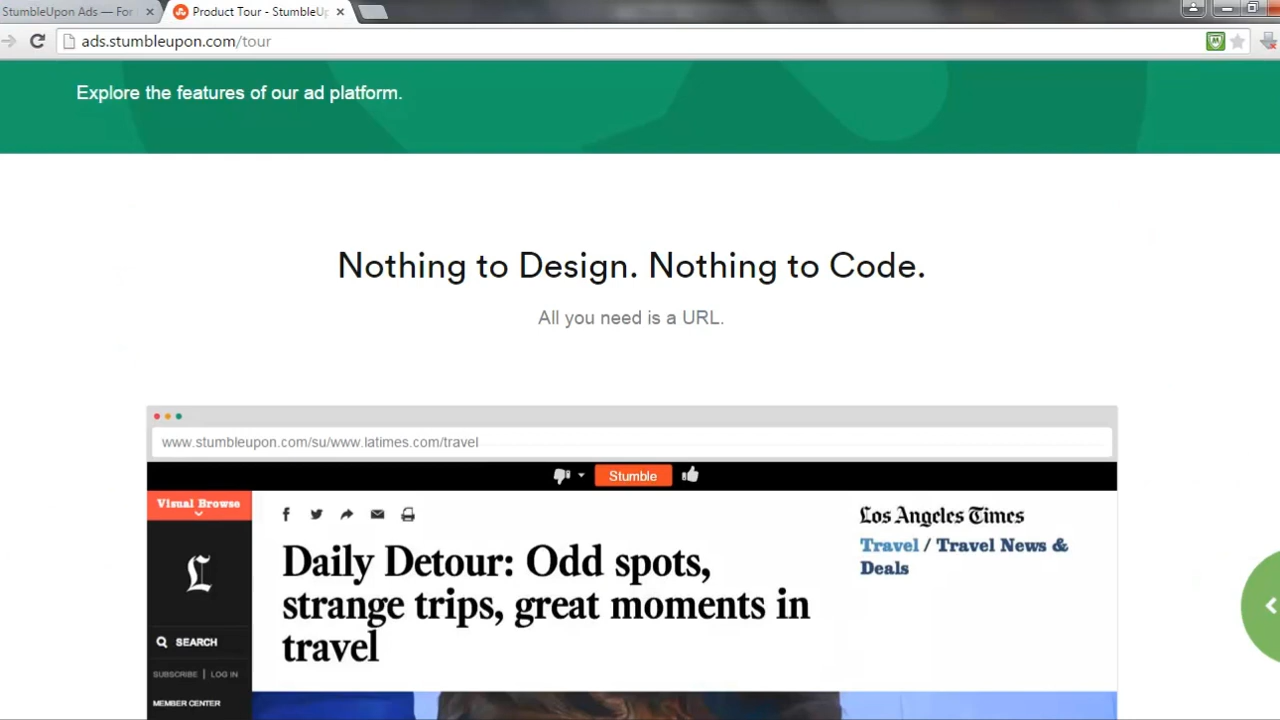 StumbleUpon Ads — For
Product Tour - StumbleUp
ads.stumbleupon.com/tour
Explore the features of our ad platform.
Nothing to Design. Nothing to Code.
All you need is a URL.
www.stumbleupon.com/su/www.latimes.com/travel
Stumble
Visual Browse
Los Angeles Times
Travel / Travel News &
Deals
Daily Detour: Odd spots,
strange trips, great moments in
travel
SEARCH
SUBSCRIBE | LOG IN
MEMBER CENTER